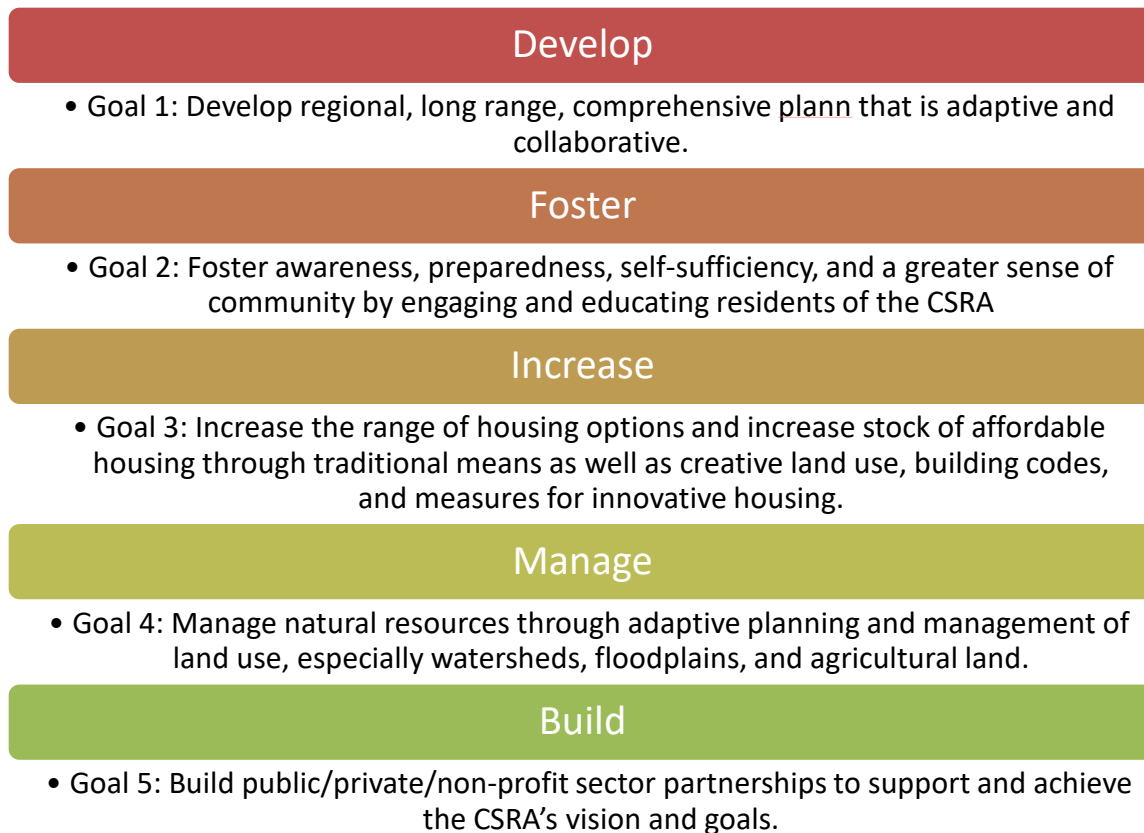 Develop
• Goal 1: Develop regional, long range, comprehensive plann that is adaptive and
collaborative.
Foster
• Goal 2: Foster awareness, preparedness, self-sufficiency, and a greater sense of
community by engaging and educating residents of the CSRA
Increase
• Goal 3: Increase the range of housing options and increase stock of affordable
housing through traditional means as well as creative land use, building codes,
and measures for innovative housing.
Manage
• Goal 4: Manage natural resources through adaptive planning and management of
land use, especially watersheds, floodplains, and agricultural land.
Build
• Goal 5: Build public/private/non-profit sector partnerships to support and achieve
the CSRA’s vision and goals.